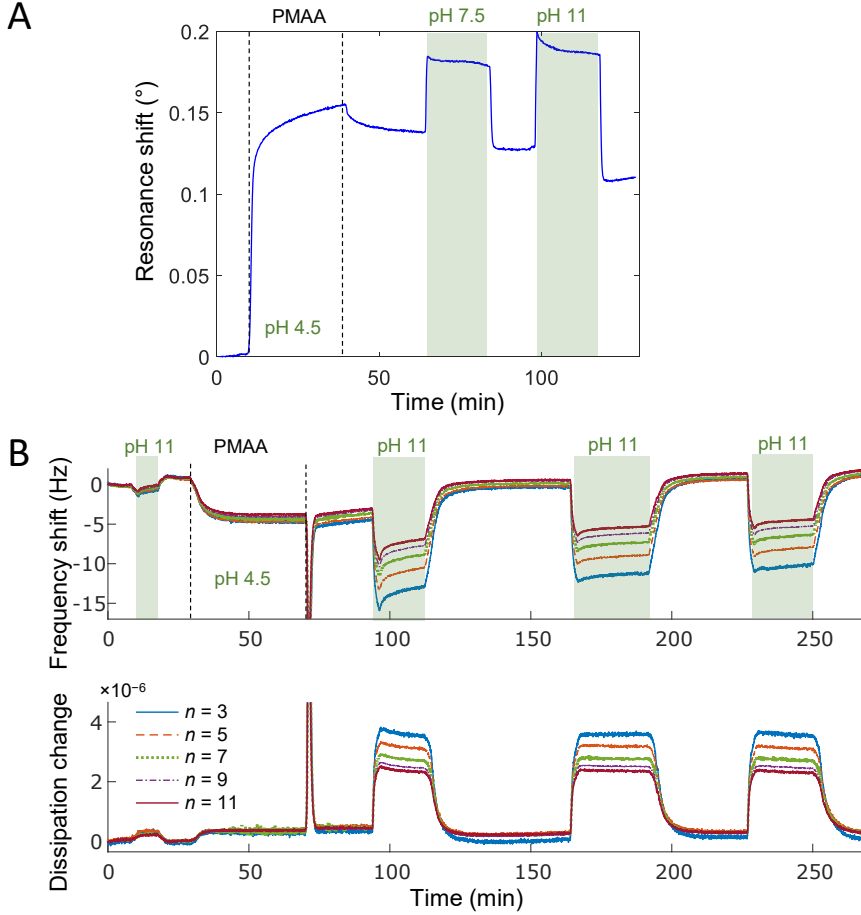 A
PMAA
pH 7.5
pH 11
0.2
0.15
0.1
0.05
0
Resonance shift (°)
pH 4.5
0
50
100
Time (min)
B
pH 11
PMAA
pH 11
pH 11
pH 11
0
-5
-10
-15
Frequency shift (Hz)
pH 4.5
0
50
100
150
200
250
×10⁻⁶
4
2
0
Dissipation change
n = 3
n = 5
n = 7
n = 9
n = 11
0
50
100
150
200
250
Time (min)